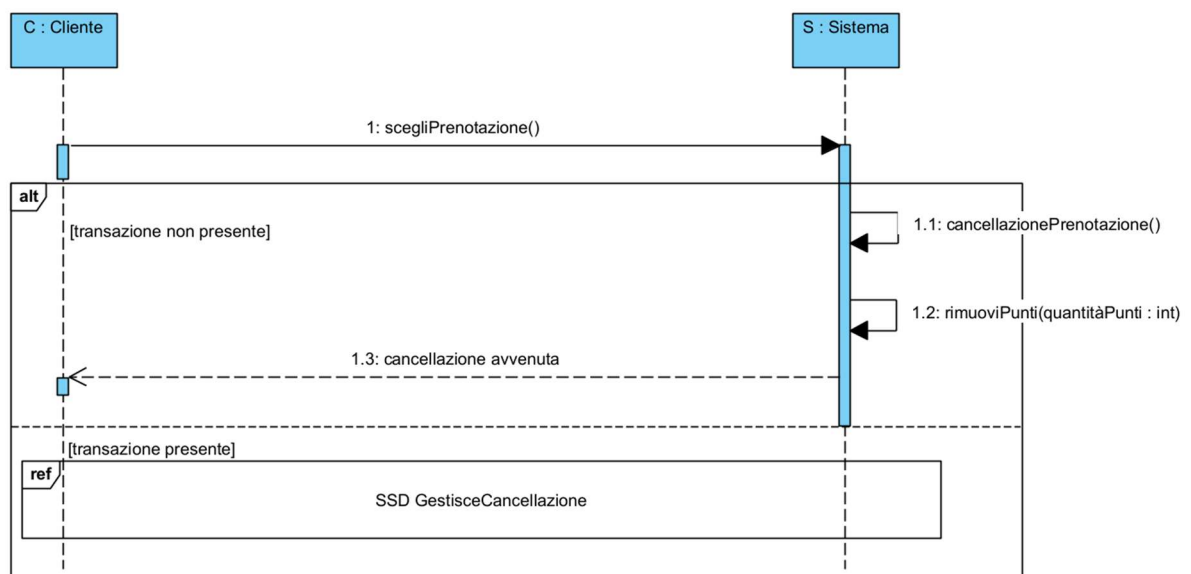 C : Cliente
S : Sistema
1: scegliPrenotazione()
alt
[transazione non presente]
1.1: cancellazionePrenotazione()
1.2: rimuoviPunti(quantitàPunti : int)
1.3: cancellazione avvenuta
[transazione presente]
ref
SSD GestisceCancellazione